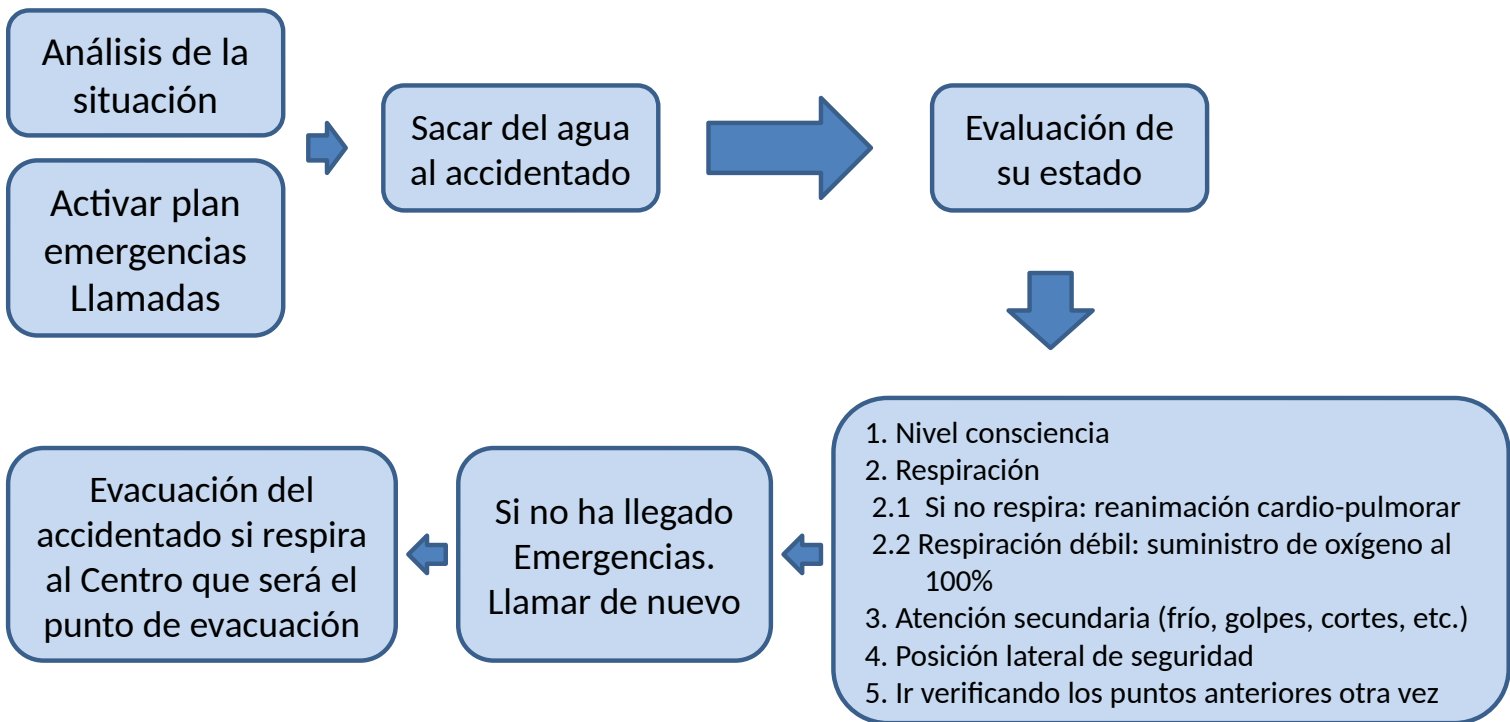 Análisis de la
situación
Activar plan
emergencias
Llamadas
Sacar del agua
al accidentado
Evaluación de
su estado
1. Nivel consciencia
2. Respiración
2.1 Si no respira: reanimación cardio-pulmorar
2.2 Respiración débil: suministro de oxígeno al
100%
3. Atención secundaria (frío, golpes, cortes, etc.)
4. Posición lateral de seguridad
5. Ir verificando los puntos anteriores otra vez
Si no ha llegado
Emergencias.
Llamar de nuevo
Evacuación del
accidentado si respira
al Centro que será el
punto de evacuación